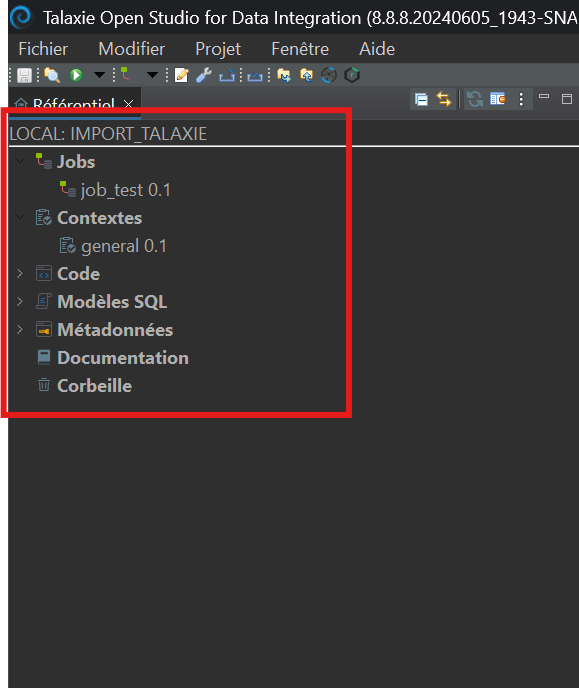 Talaxie Open Studio for Data Integration (8.8.8.20240605_1943-SNA
Fichier Modifier Projet Fenêtre Aide
Référentiel
LOCAL: IMPORT_TALAXIE
Jobs
job_test 0.1
Contextes
general 0.1
Code
Modèles SQL
Métadonnées
Documentation
Corbeille